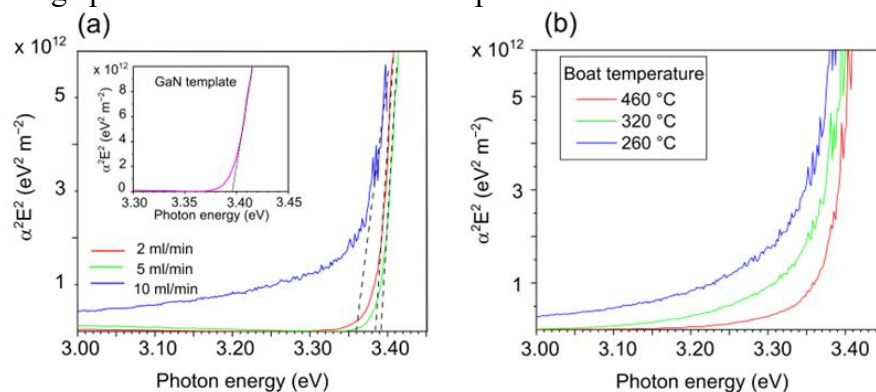 (a)
x 10¹²
α²E² (eV² m⁻²)
5
3
1
3.00
3.10
3.20
3.30
3.40
Photon energy (eV)
x 10¹²
GaN template
α²E² (eV² m⁻²)
10
8
6
4
2
0
3.30
3.35
3.40
3.45
Photon energy (eV)
2 ml/min
5 ml/min
10 ml/min
(b)
x 10¹²
α²E² (eV² m⁻²)
5
3
1
3.00
3.10
3.20
3.30
3.40
Photon energy (eV)
Boat temperature
460 °C
320 °C
260 °C